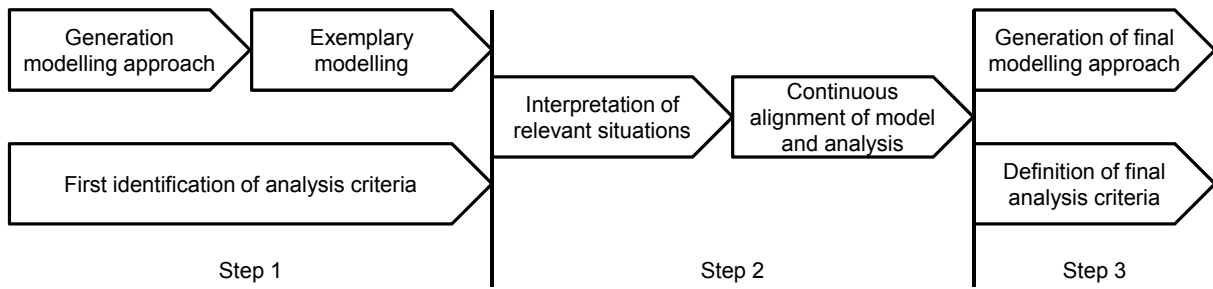 Generation
modelling approach
Exemplary
modelling
First identification of analysis criteria
Step 1
Interpretation of
relevant situations
Continuous
alignment of model
and analysis
Step 2
Generation of final
modelling approach
Definition of final
analysis criteria
Step 3